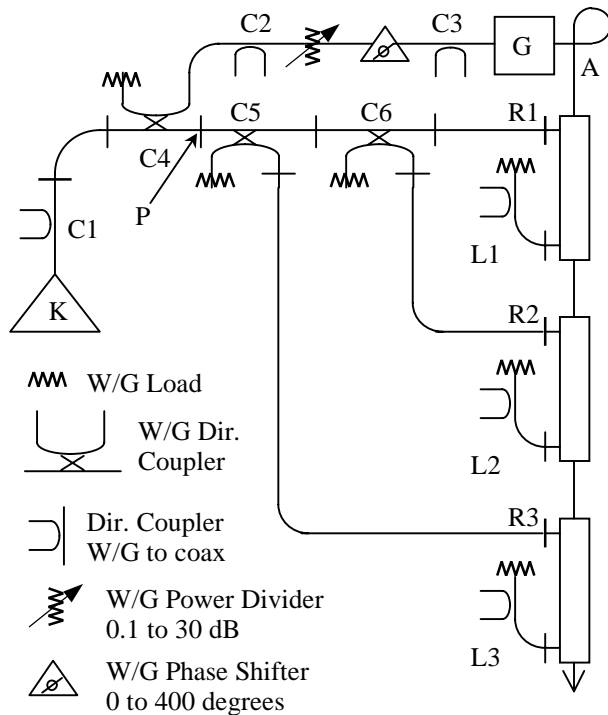 C2
C3
G
A
C4
C5
C6
R1
P
C1
L1
K
R2
W/G Load
W/G Dir.
Coupler
L2
Dir. Coupler
W/G to coax
R3
W/G Power Divider
0.1 to 30 dB
W/G Phase Shifter
0 to 400 degrees
L3